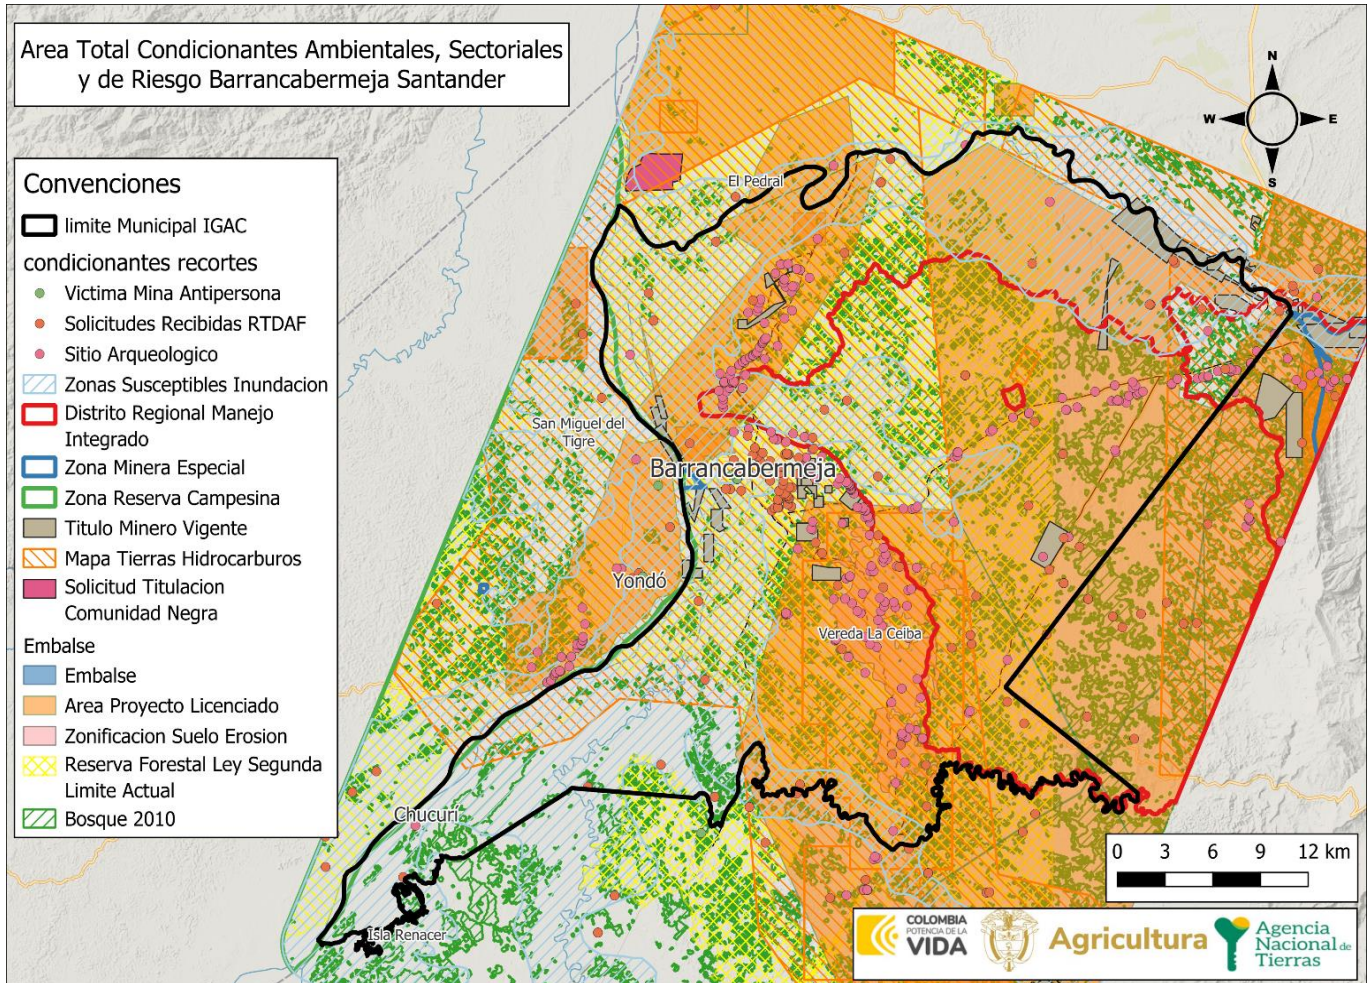 Area Total Condicionantes Ambientales, Sectoriales
y de Riesgo Barrancabermeja Santander
N
W
E
S
Convenciones
limite Municipal IGAC
condicionantes recortes
Victima Mina Antipersona
Solicitudes Recibidas RTDAF
Sitio Arqueologico
Zonas Susceptibles Inundacion
Distrito Regional Manejo
Integrado
Zona Minera Especial
Zona Reserva Campesina
Titulo Minero Vigente
Mapa Tierras Hidrocarburos
Solicitud Titulacion
Comunidad Negra
Embalse
Embalse
Area Proyecto Licenciado
Zonificacion Suelo Erosion
Reserva Forestal Ley Segunda
Limite Actual
Bosque 2010
El Pedral
San Miguel del
Tigre
Barrancabermeja
Yondó
Vereda La Ceiba
Chucurí
Isla Renacer
0 3 6 9 12 km
COLOMBIA
POTENCIA DE LA
VIDA
Agricultura
Agencia
Nacional de
Tierras